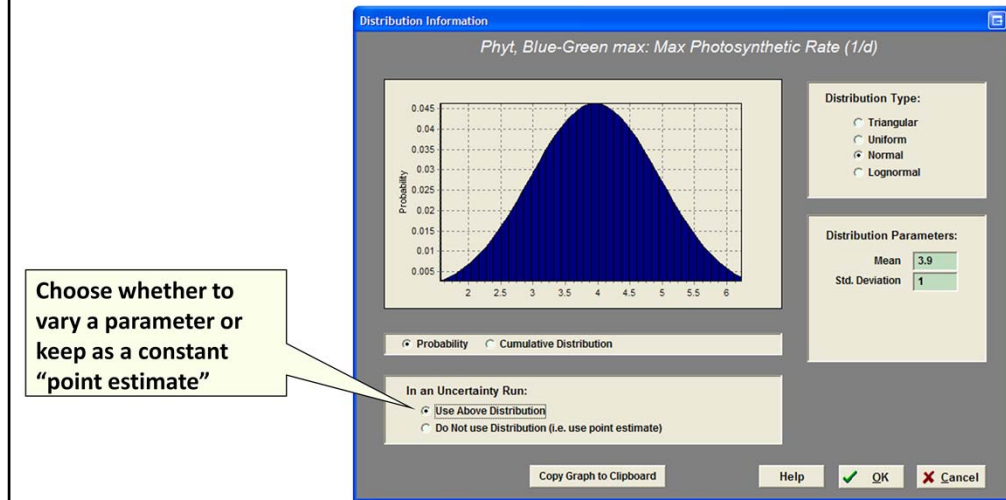 Distribution Information
Phyt, Blue-Green max: Max Photosynthetic Rate (1/d)
0.045
0.04
0.035
0.03
0.025
0.02
0.015
0.01
0.005
Probability
2 2.5 3 3.5 4 4.5 5 5.5 6
Distribution Type:
Triangular
Uniform
Normal
Lognormal
Distribution Parameters:
Mean 3.9
Std. Deviation 1
Probability Cumulative Distribution
In an Uncertainty Run:
Use Above Distribution
Do Not use Distribution (i.e. use point estimate)
Copy Graph to Clipboard Help OK Cancel
Choose whether to
vary a parameter or
keep as a constant
“point estimate”